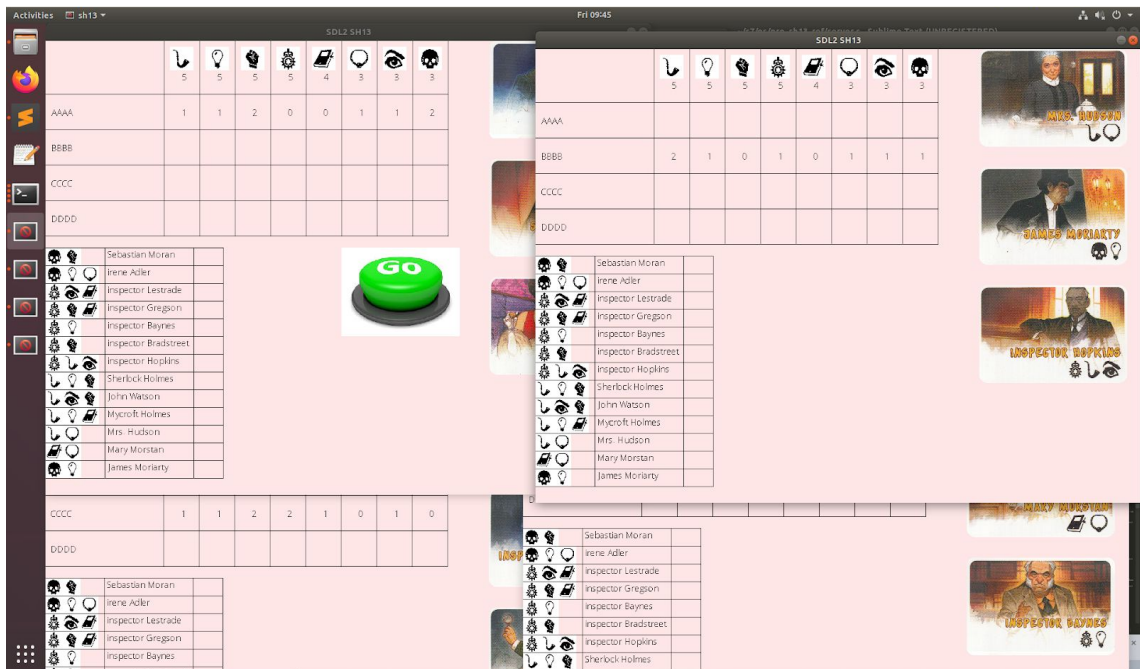 Activities sh13 Fri 09:45
SDL2 SH13
5 5 5 5 4 3 3 3
AAAA 1 1 2 0 0 1 1 2
BBBB
CCCC
DDDD
Sebastian Moran
irene Adler
inspector Lestrade
inspector Gregson
inspector Baynes
inspector Bradstreet
inspector Hopkins
Sherlock Holmes
John Watson
Mycroft Holmes
Mrs. Hudson
Mary Morstan
James Moriarty
GO
SDL2 SH13
5 5 5 5 4 3 3 3
AAAA
BBBB 2 1 0 1 0 1 1 1
CCCC
DDDD
Sebastian Moran
irene Adler
inspector Lestrade
inspector Gregson
inspector Baynes
inspector Bradstreet
inspector Hopkins
Sherlock Holmes
John Watson
Mycroft Holmes
Mrs. Hudson
Mary Morstan
James Moriarty
MRS. HUDSON
JAMES MORIARTY
INSPECTOR HOPKINS
CCCC 1 1 2 2 1 0 1 0
DDDD
Sebastian Moran
irene Adler
inspector Lestrade
inspector Gregson
inspector Baynes
Sebastian Moran
irene Adler
inspector Lestrade
inspector Gregson
inspector Baynes
inspector Bradstreet
inspector Hopkins
Sherlock Holmes
MARY MORSTAN
INSPECTOR BAYNES